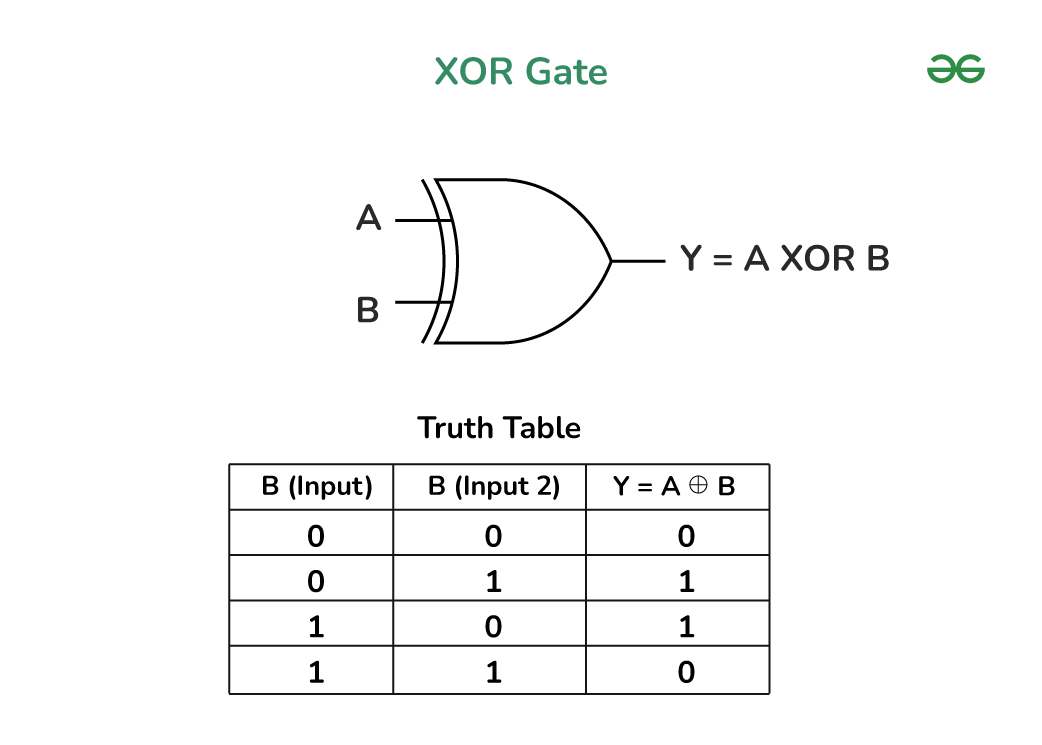 XOR Gate
A
Y = A XOR B
B
Truth Table
B (Input) B (Input 2) Y = A ⊕ B
0 0 0
0 1 1
1 0 1
1 1 0